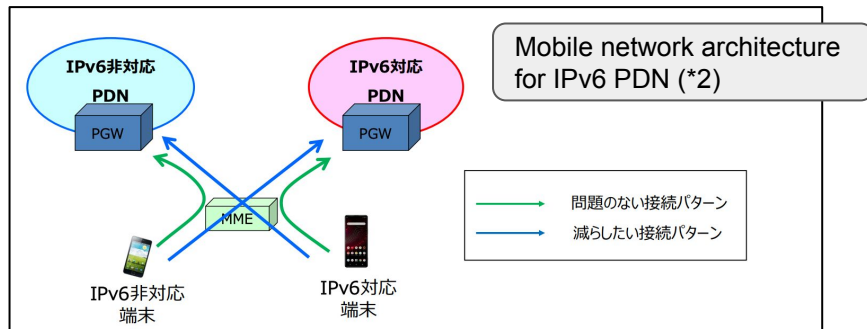 Mobile network architecture
for IPv6 PDN (*2)
IPv6非対応
PDN
PGW
IPv6対応
PDN
PGW
MME
問題のない接続パターン
減らしたい接続パターン
IPv6非対応
端末
IPv6対応
端末